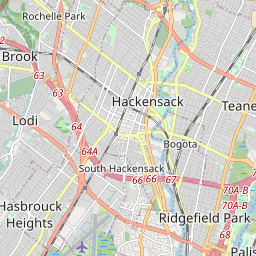 Rochelle Park
Brook
63
63
Hackensack
Teane
Lodi
64
64A
Bogota
South Hackensack
66 66 67
70A-B
70A-B
Hasbrouck
Heights
Ridgefield Park
68
Palis